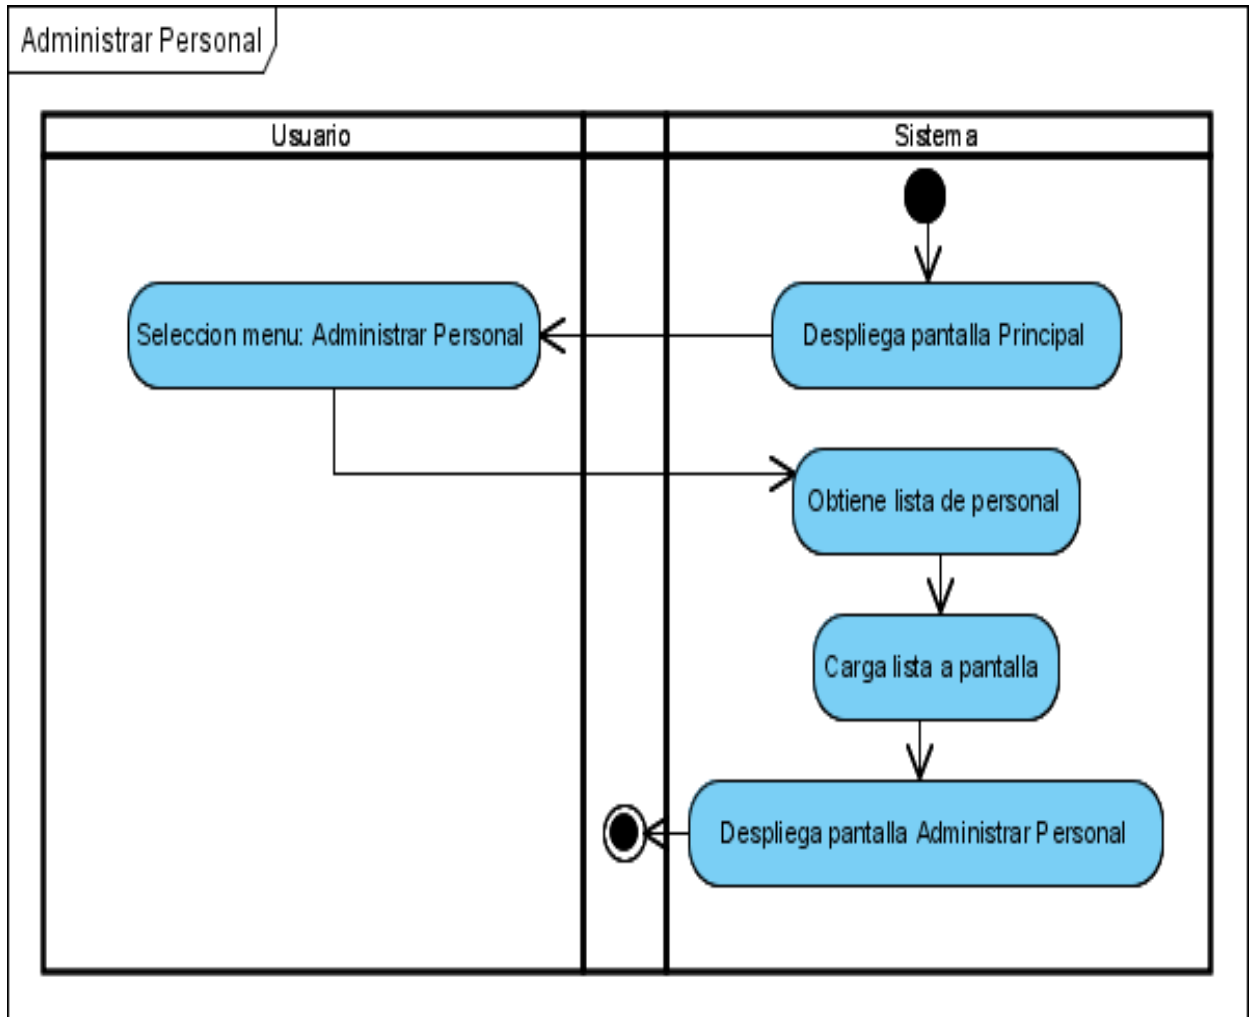 Administrar Personal
Usuario
Sistema
Seleccion menu: Administrar Personal
Despliega pantalla Principal
Obtiene lista de personal
Carga lista a pantalla
Despliega pantalla Administrar Personal